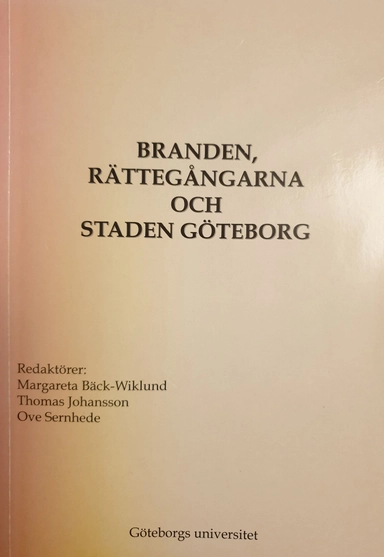 BRANDEN,
RÄTTEGÅNGARNA
OCH
STADEN GÖTEBORG
Redaktörer:
Margareta Bäck-Wiklund
Thomas Johansson
Ove Sernhede
Göteborgs universitet